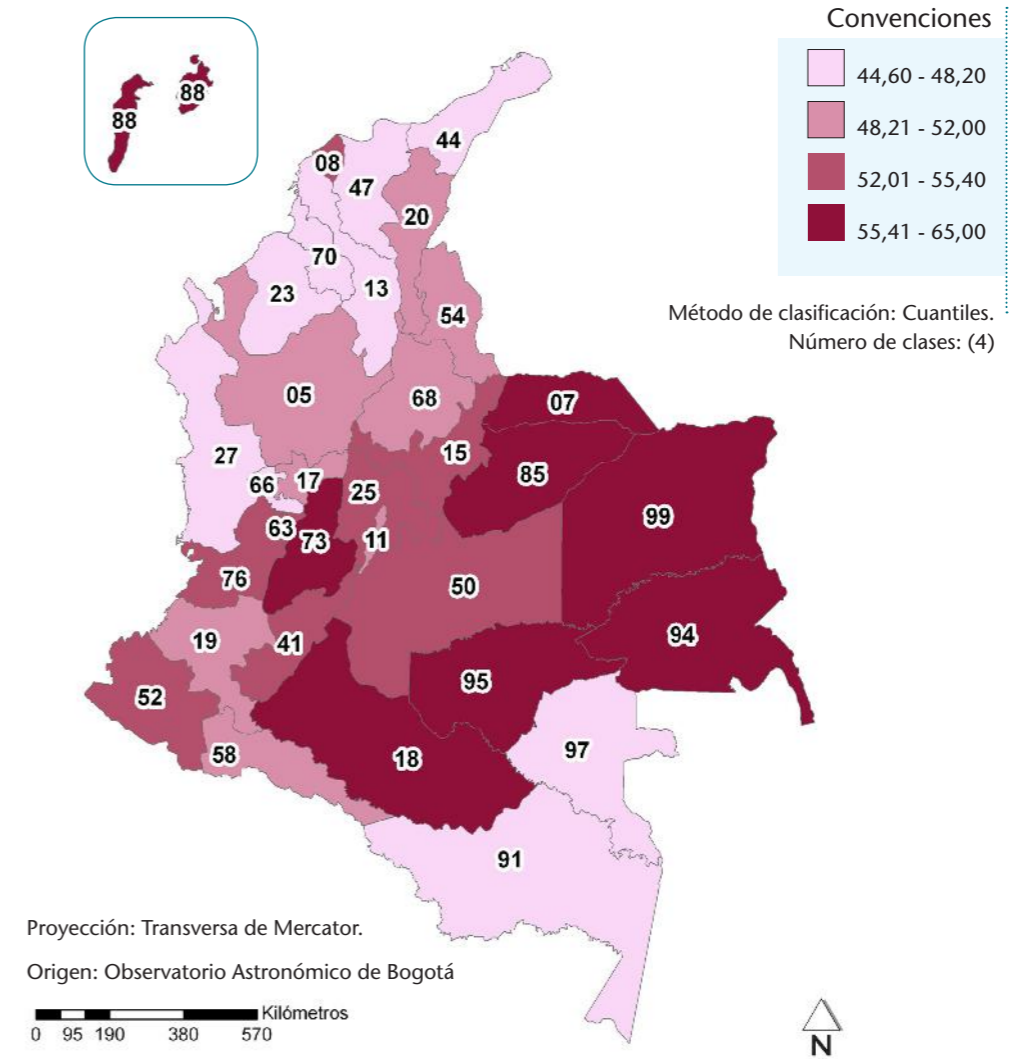 Convenciones
44,60 - 48,20
48,21 - 52,00
52,01 - 55,40
55,41 - 65,00
Método de clasificación: Cuantiles.
Número de clases: (4)
88
88
44
08
47
20
70
23
13
54
05
68
07
15
27
85
66
17
25
99
63
73
11
76
50
19
41
94
52
95
58
18
97
91
Proyección: Transversa de Mercator.
Origen: Observatorio Astronómico de Bogotá
Kilómetros
0 95 190 380 570
N